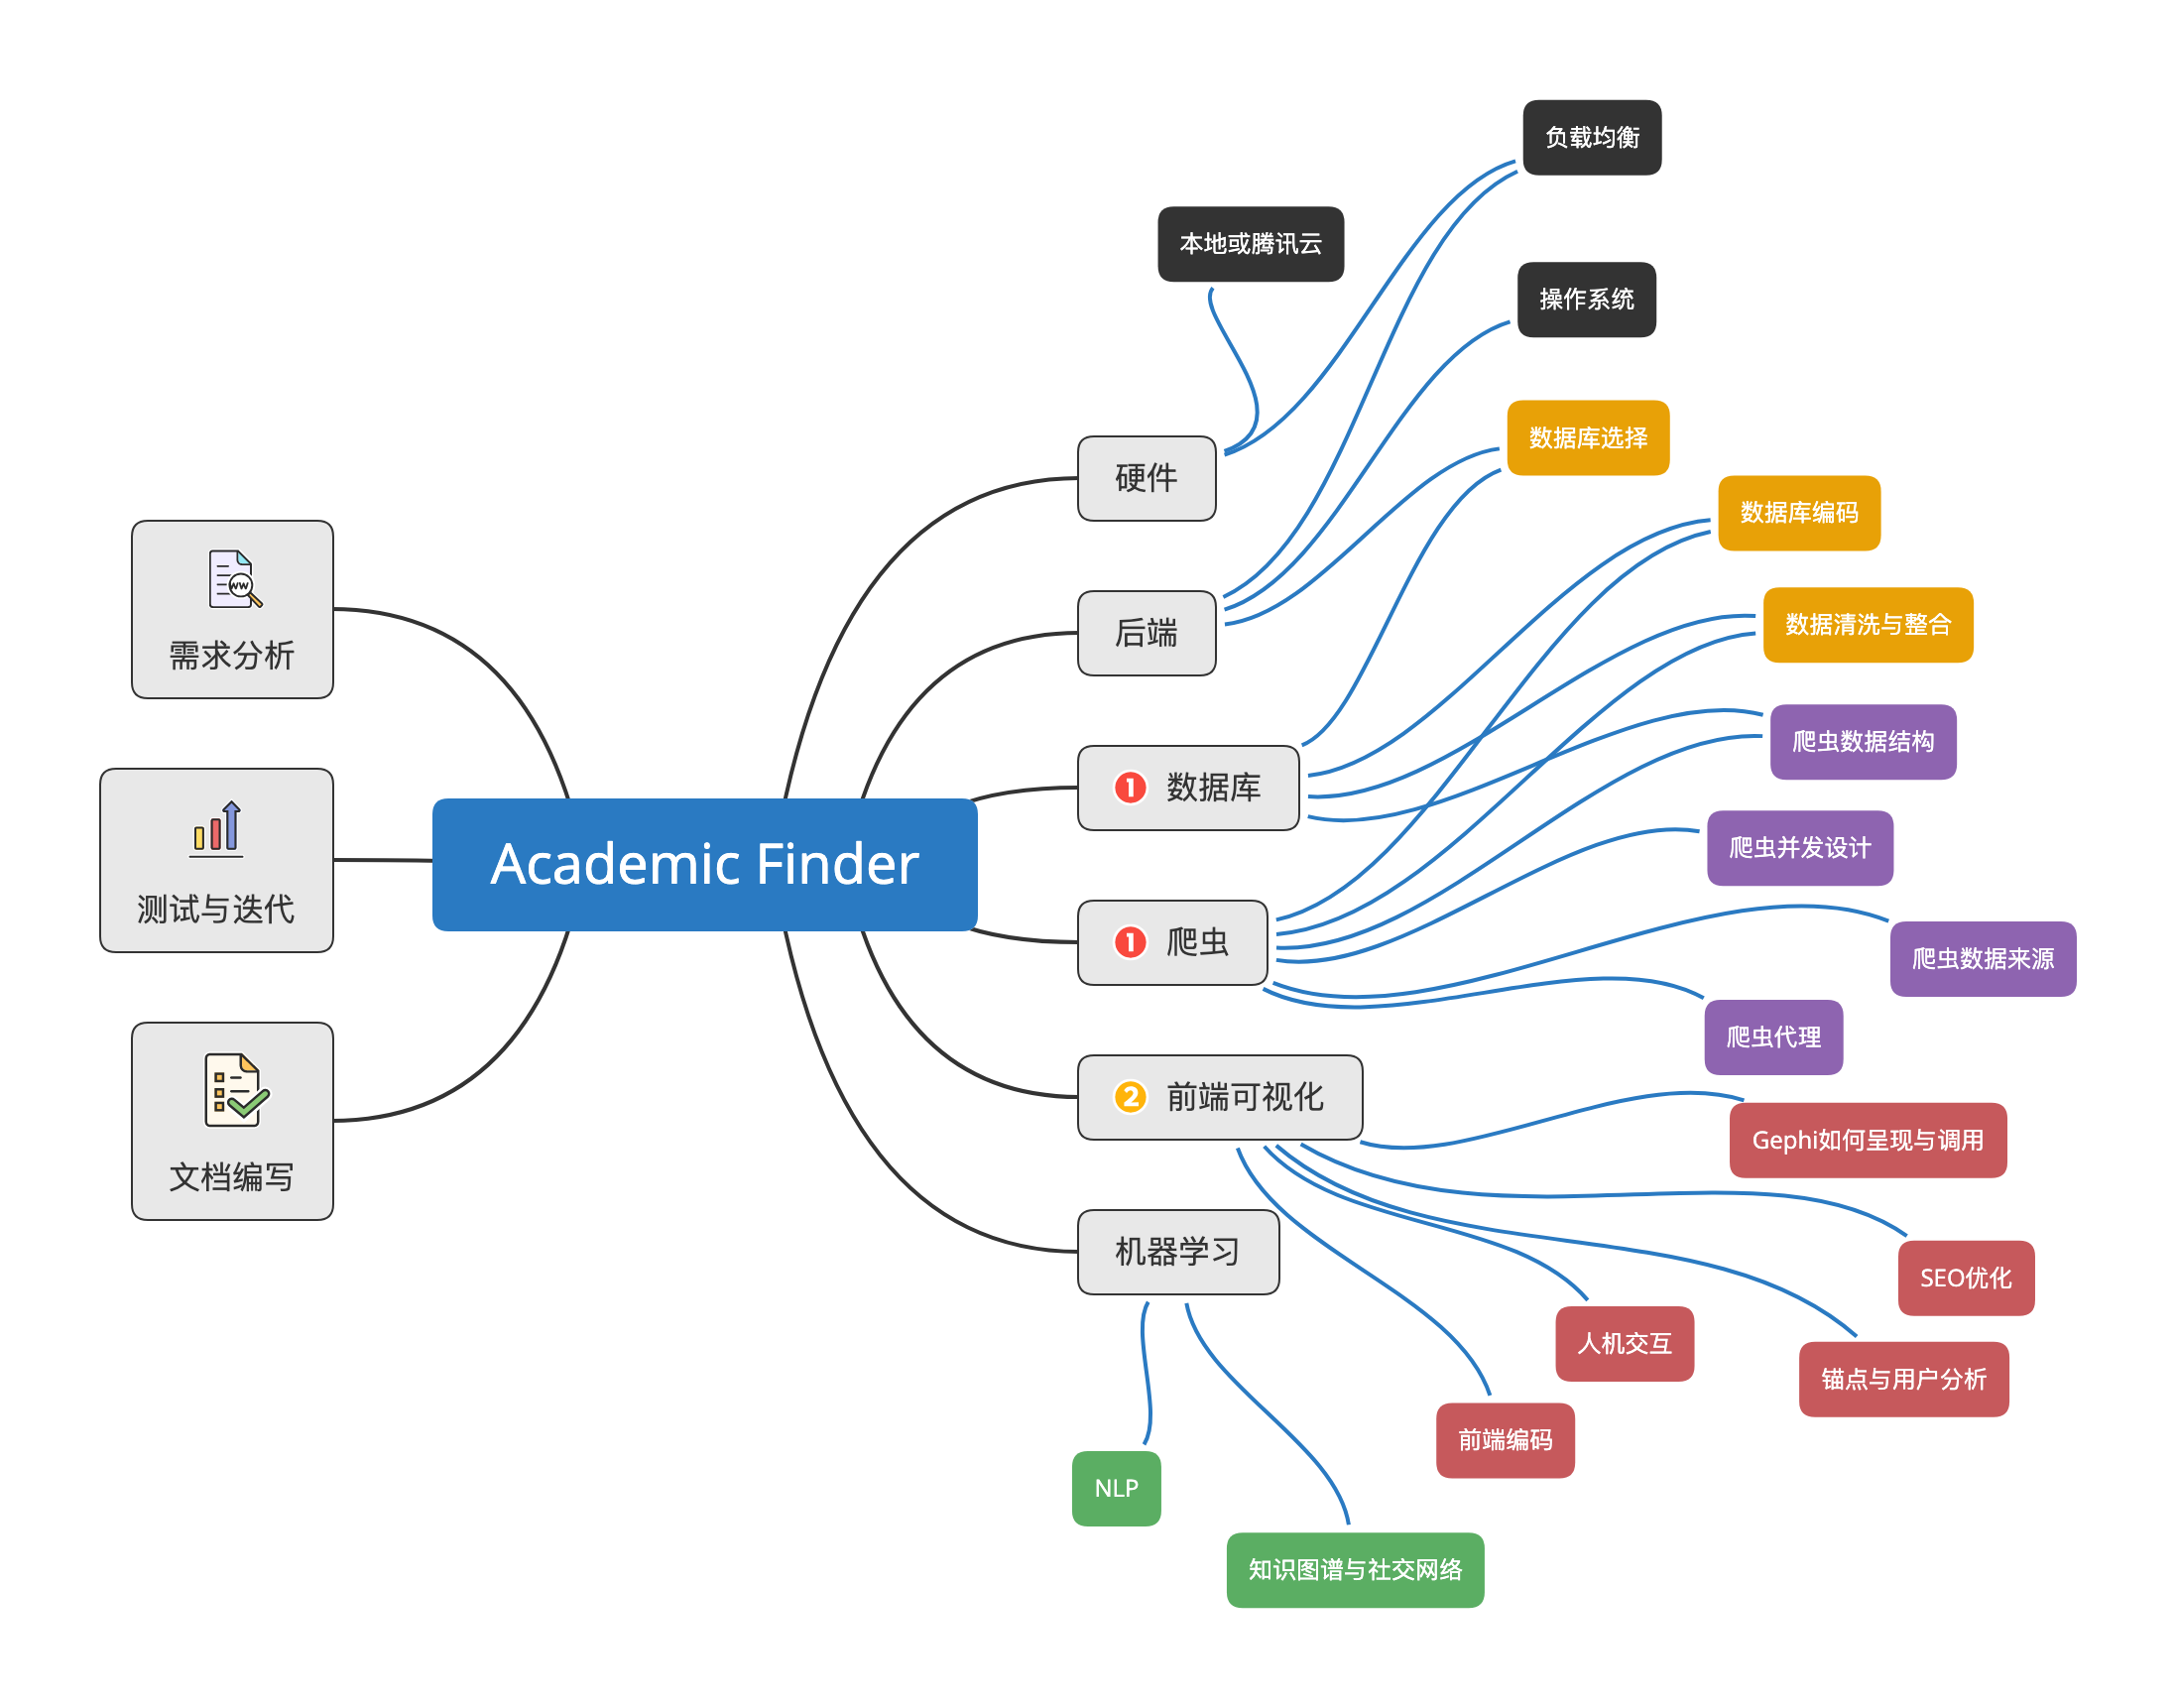 负载均衡
本地或腾讯云
操作系统
数据库选择
硬件
数据库编码
需求分析
后端
数据清洗与整合
爬虫数据结构
1 数据库
测试与迭代
Academic Finder
爬虫并发设计
1 爬虫
爬虫数据来源
爬虫代理
文档编写
2 前端可视化
Gephi如何呈现与调用
机器学习
SEO优化
人机交互
锚点与用户分析
前端编码
NLP
知识图谱与社交网络
W W